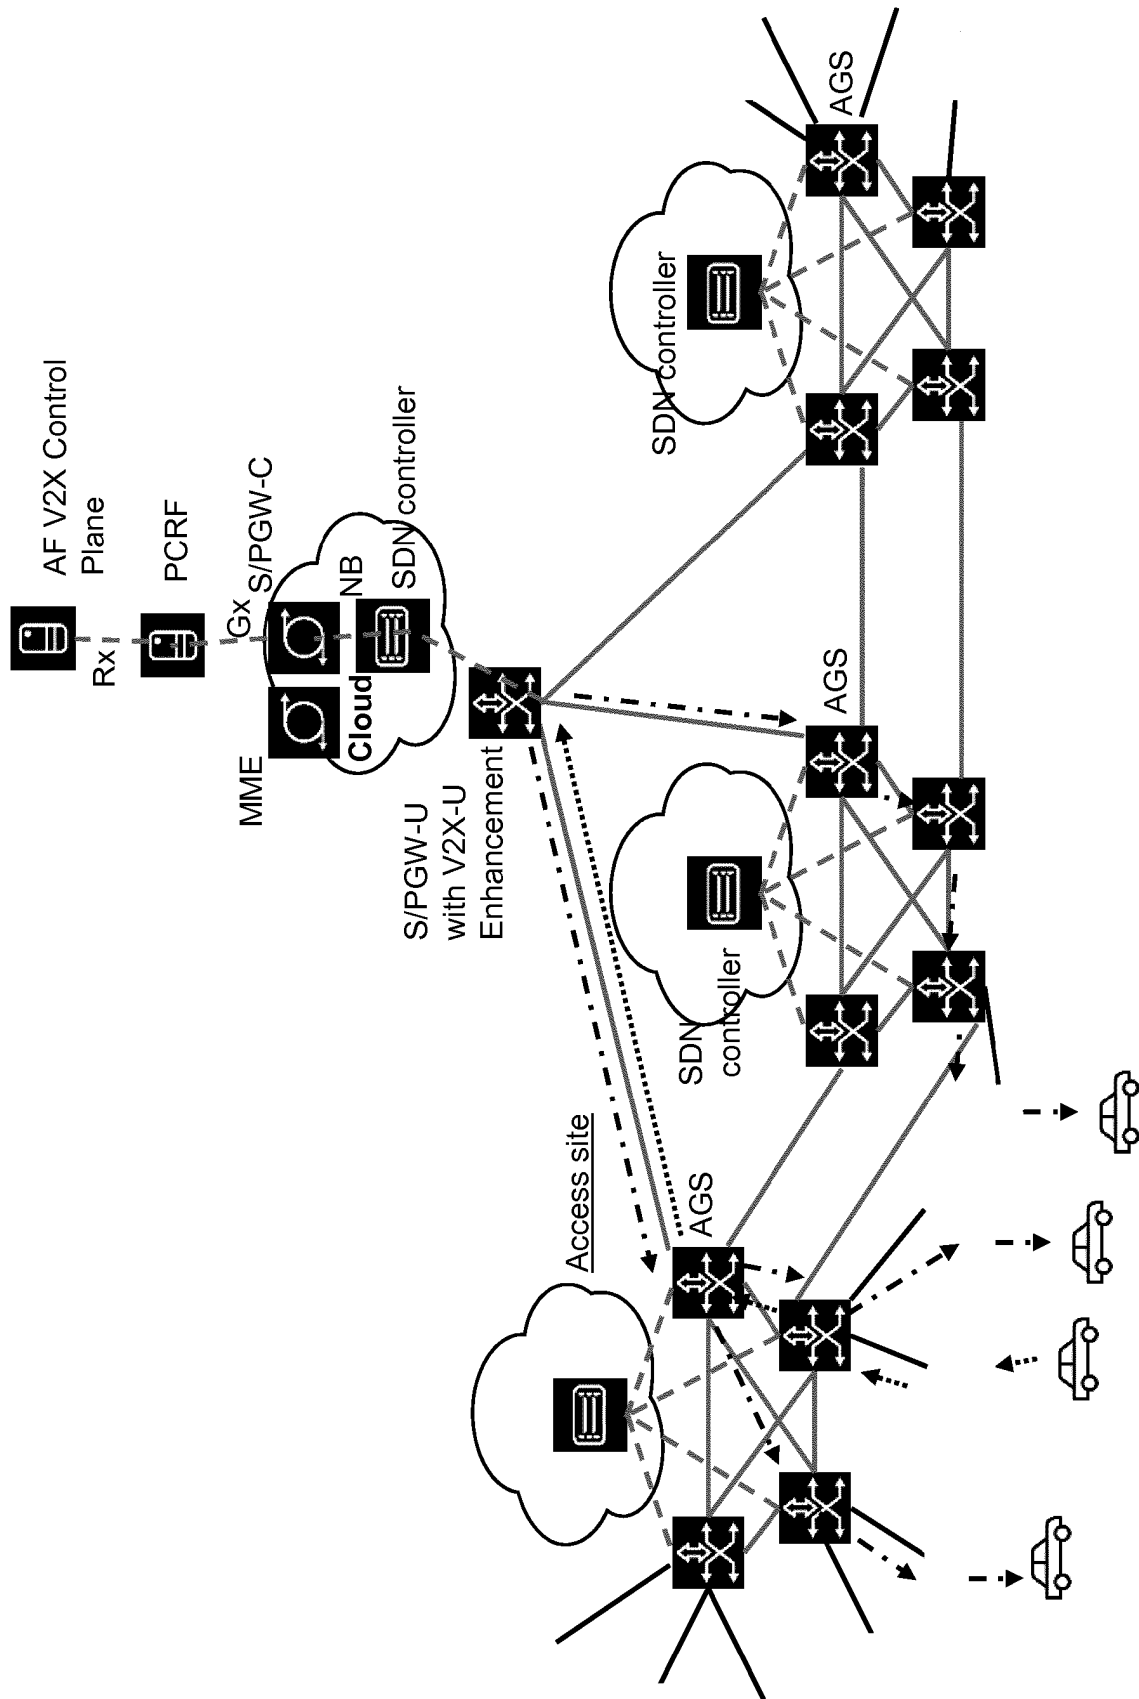 AF V2X Control
Plane
Rx
PCRF
Gx
S/PGW-C
MME
NB
Cloud
SDN controller
S/PGW-U
with V2X-U
Enhancement
Access site
AGS
SDN
controller
AGS
SDN controller
AGS